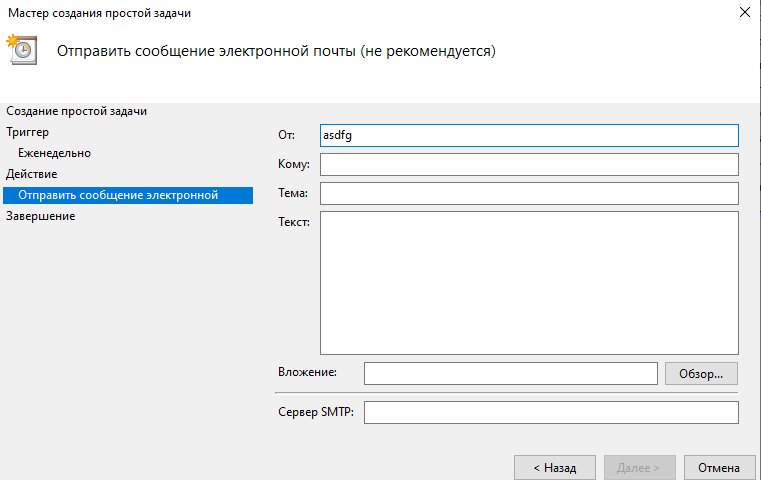 Мастер создания простой задачи
Отправить сообщение электронной почты (не рекомендуется)
Создание простой задачи
Триггер
Еженедельно
Действие
Отправить сообщение электронной
Завершение
От: asdfg
Кому:
Тема:
Текст:
Вложение: Обзор...
Сервер SMTP:
< Назад Далее > Отмена